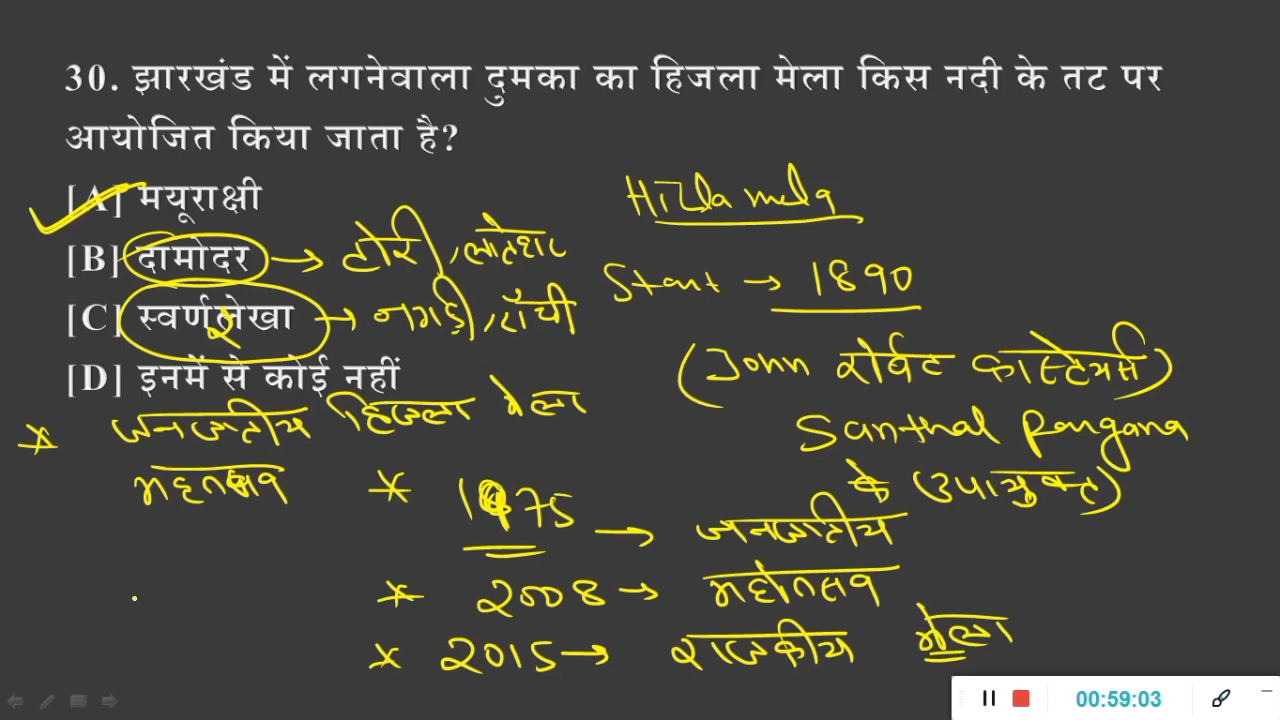 30. झारखंड में लगनेवाला दुमका का हिजला मेला किस नदी के तट पर
आयोजित किया जाता है?
[A] मयूराक्षी
[B] दामोदर → टोरी, लातेहार
[C] स्वर्णरेखा → नगड़ी, राँची
[D] इनमें से कोई नहीं
Hizla mela
Start → 1890
(John रोबर्ट कास्टेयर्स)
Santhal Pargana
के (उपायुक्त)
* जनजातीय हिजला मेला
महोत्सव
* 1975 → जनजातीय
* 2008 → महोत्सव
* 2015 → राजकीय मेला
00:59:03